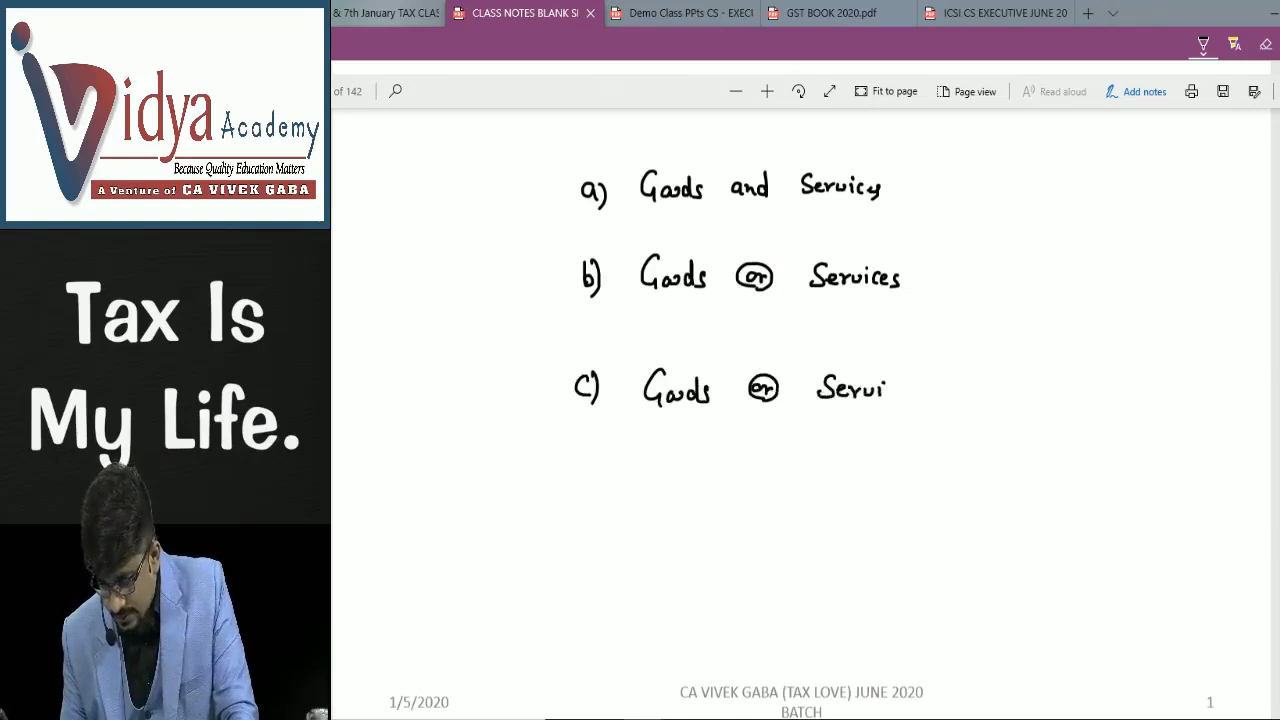 Vidya Academy
Because Quality Education Matters
A Venture of CA VIVEK GABA
Tax Is
My Life.
& 7th January TAX CLAS
CLASS NOTES BLANK SI
Demo Class PPts CS - EXECI
GST BOOK 2020.pdf
ICSI CS EXECUTIVE JUNE 20
of 142
Fit to page
Page view
Read aloud
Add notes
a) Goods and Services
b) Goods or Services
c) Goods or Servi
1/5/2020
CA VIVEK GABA (TAX LOVE) JUNE 2020
BATCH
1